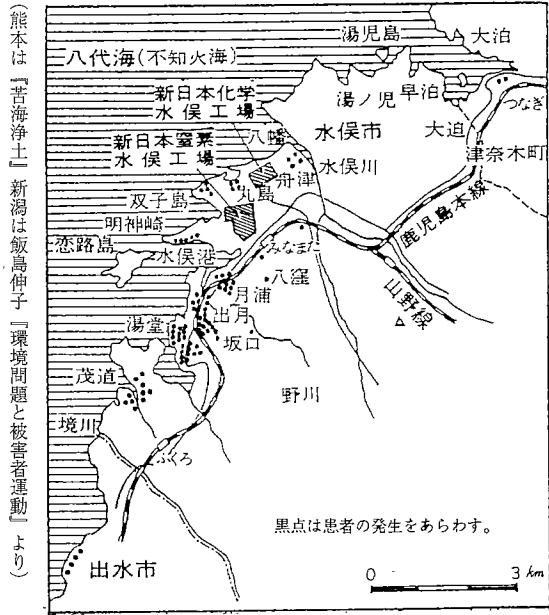 (熊本は『苦海浄土』新潟は飯島伸子『環境問題と被害者運動』より)
大泊
湯児島
八代海(不知火海)
新日本化学
水俣工場
湯ノ児
早泊
つなぎ
大迫
八幡
水俣市
津奈木町
新日本窒素
水俣工場
水俣川
舟津
丸島
双子島
明神崎
鹿児島本線
恋路島
水俣港
みなまた
山野線
八窪
月浦
出月
湯堂
坂口
茂道
野川
境川
ふくろ
黒点は患者の発生をあらわす。
出水市
0 3 km